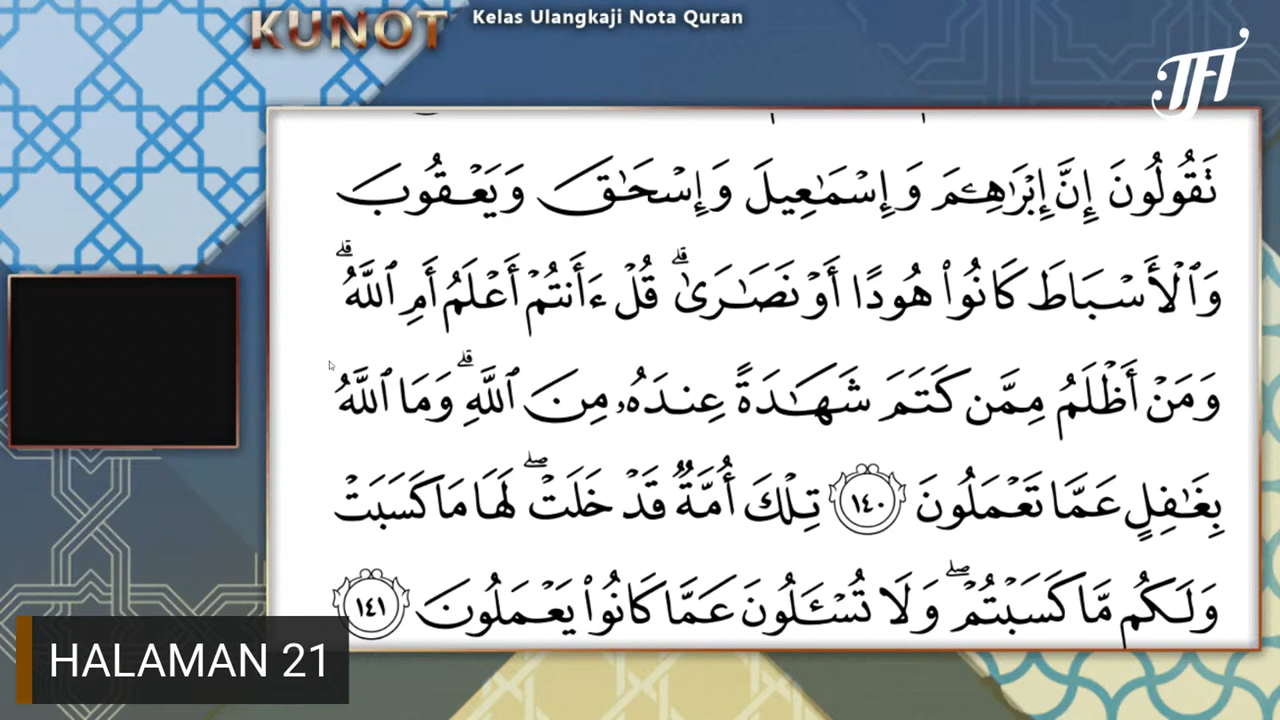 KUNOT
Kelas Ulangkaji Nota Quran
TFT
تَقُولُونَ إِنَّ إِبْرَٰهِـۧمَ وَإِسْمَٰعِيلَ وَإِسْحَٰقَ وَيَعْقُوبَ
وَٱلْأَسْبَاطَ كَانُوا۟ هُودًا أَوْ نَصَٰرَىٰ ۗ قُلْ ءَأَنتُمْ أَعْلَمُ أَمِ ٱللَّهُ ۗ
وَمَنْ أَظْلَمُ مِمَّن كَتَمَ شَهَٰدَةً عِندَهُۥ مِنَ ٱللَّهِ ۗ وَمَا ٱللَّهُ
بِغَٰفِلٍ عَمَّا تَعْمَلُونَ ١٤٠ تِلْكَ أُمَّةٌ قَدْ خَلَتْ ۖ لَهَا مَا كَسَبَتْ
وَلَكُم مَّا كَسَبْتُمْ ۖ وَلَا تُسْـَٔلُونَ عَمَّا كَانُوا۟ يَعْمَلُونَ ١٤١
HALAMAN 21